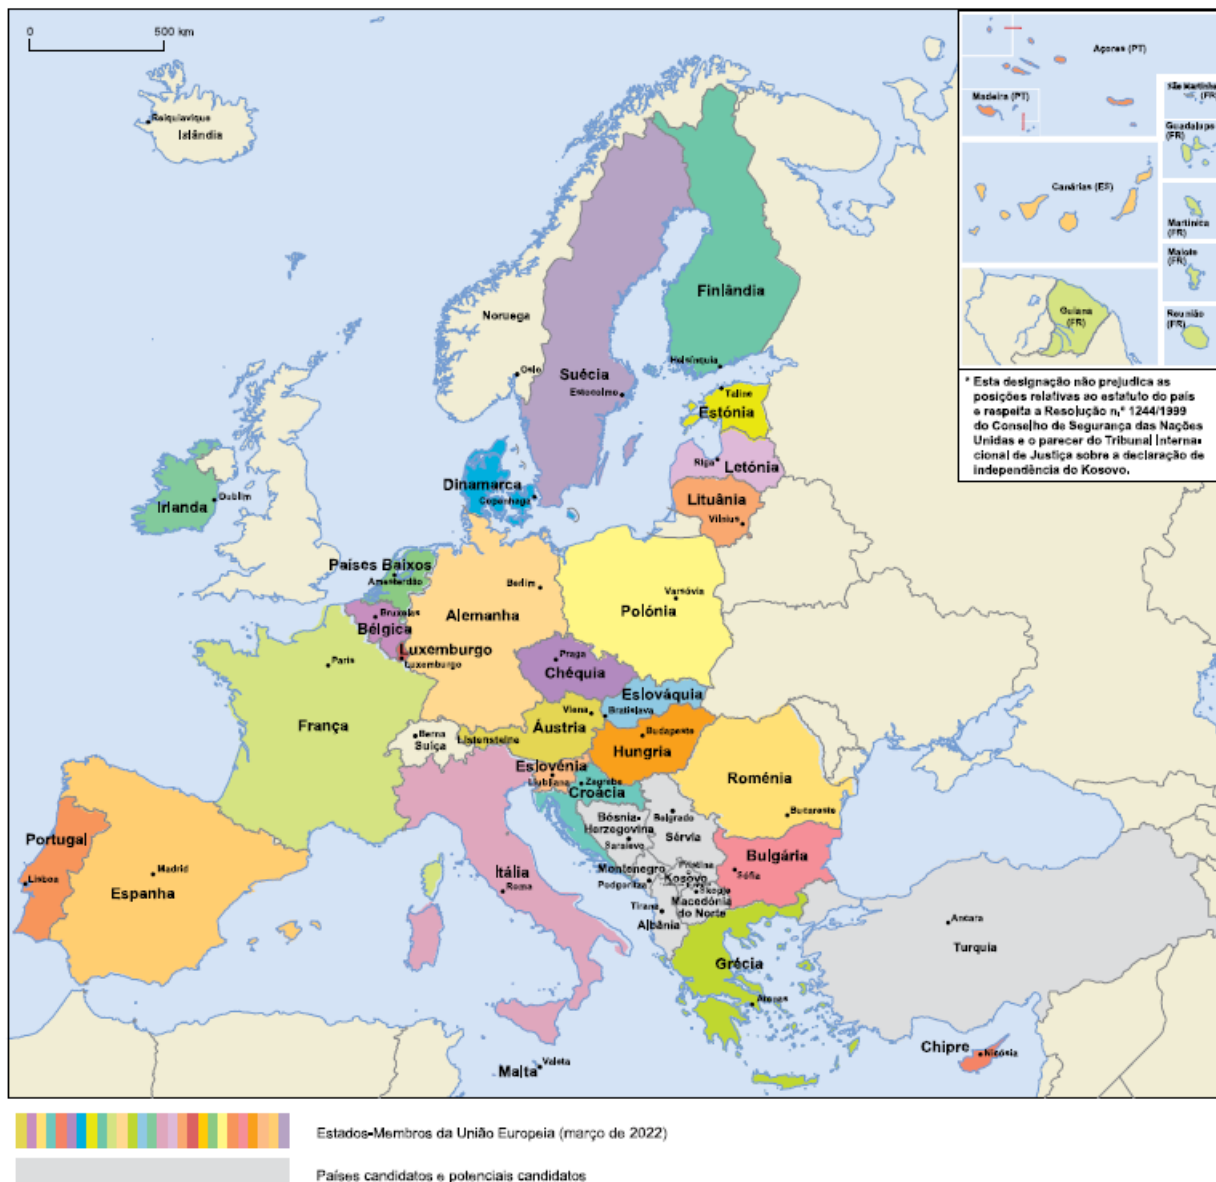 0 500 km
Reiquiavique
Islândia
Açores (PT)
Madeira (PT)
São Martinho
(FR)
Guadalupe
(FR)
Canárias (ES)
Martinica
(FR)
Maiote
(FR)
Guiana
(FR)
Reunião
(FR)
* Esta designação não prejudica as
posições relativas ao estatuto do país
e respeita a Resolução n.º 1244/1999
do Conselho de Segurança das Nações
Unidas e o parecer do Tribunal Interna-
cional de Justiça sobre a declaração de
independência do Kosovo.
Finlândia
Helsínquia
Noruega
Oslo
Suécia
Estocolmo
Taline
Estónia
Riga
Letónia
Lituânia
Vilnius
Dinamarca
Copenhaga
Dublim
Irlanda
Países Baixos
Amesterdão
Berlim
Alemanha
Varsóvia
Polónia
Bruxelas
Bélgica
Luxemburgo
Luxemburgo
Praga
Chéquia
Eslováquia
Bratislava
Paris
França
Viena
Áustria
Listenstaine
Berna
Suíça
Budapeste
Hungria
Eslovénia
Liubliana
Zagrebe
Croácia
Roménia
Bucareste
Bósnia-
Herzegovina
Saraievo
Belgrado
Sérvia
Portugal
Lisboa
Madrid
Espanha
Itália
Roma
Montenegro
Podgoritza
Pristina
Kosovo
Bulgária
Sófia
Skopje
Macedónia
do Norte
Tirana
Albânia
Grécia
Atenas
Ancara
Turquia
Chipre
Nicósia
Malta
Valeta
Estados-Membros da União Europeia (março de 2022)
Países candidatos e potenciais candidatos